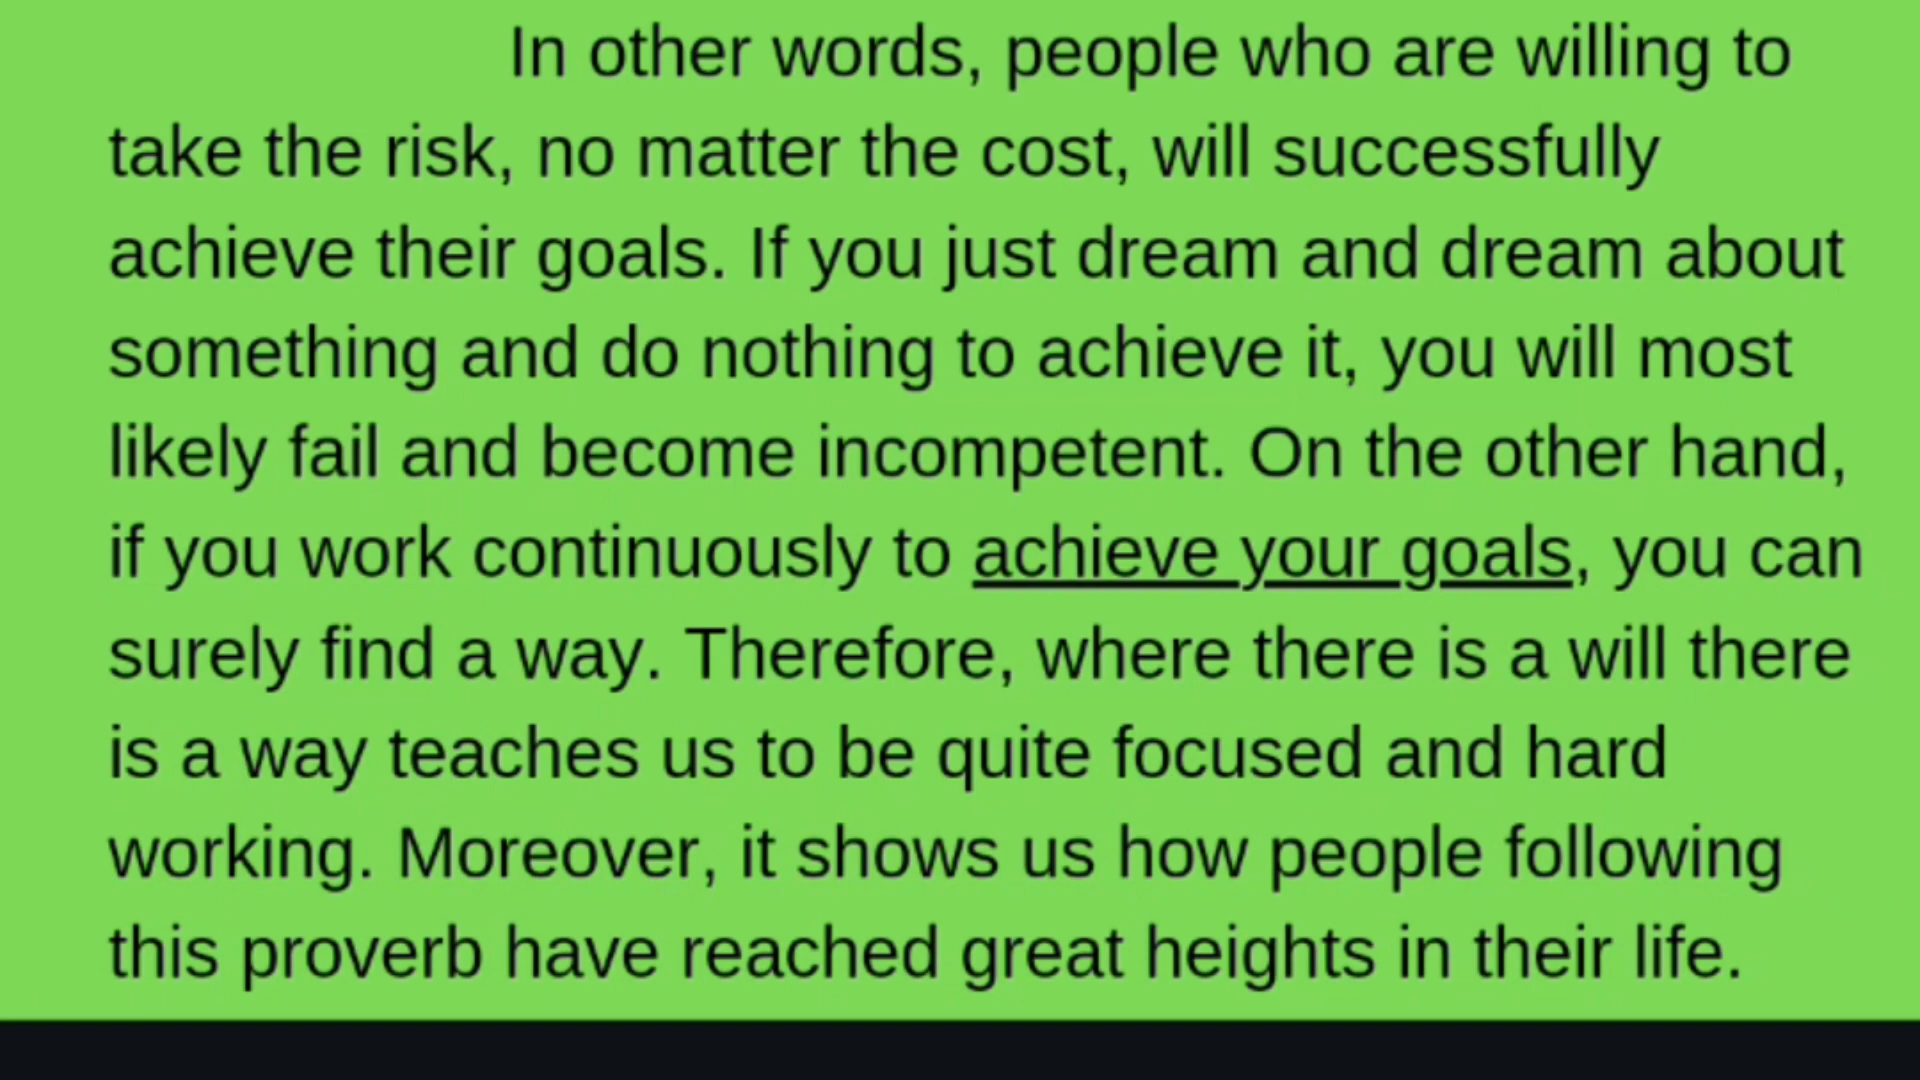 In other words, people who are willing to
take the risk, no matter the cost, will successfully
achieve their goals. If you just dream and dream about
something and do nothing to achieve it, you will most
likely fail and become incompetent. On the other hand,
if you work continuously to achieve your goals, you can
surely find a way. Therefore, where there is a will there
is a way teaches us to be quite focused and hard
working. Moreover, it shows us how people following
this proverb have reached great heights in their life.